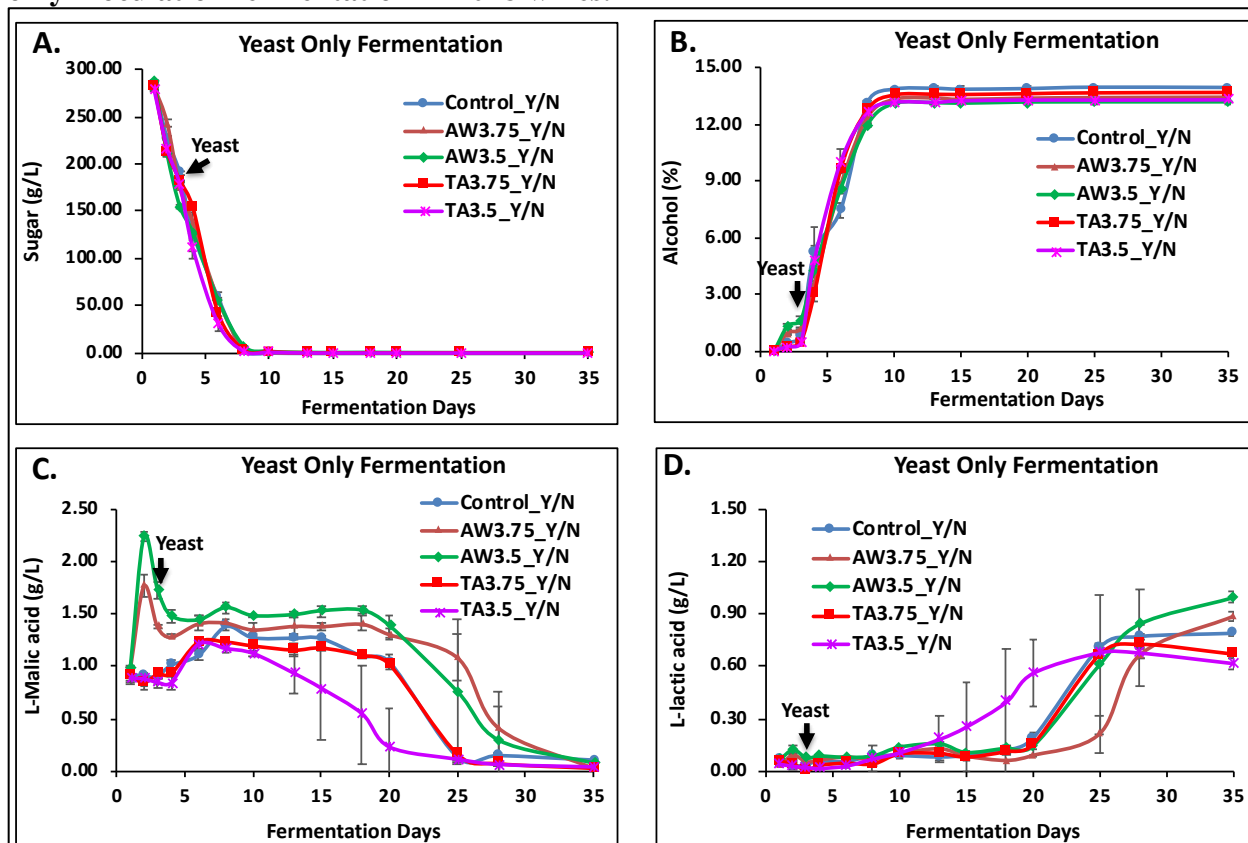 A.
Yeast Only Fermentation
300.00
250.00
200.00
150.00
100.00
50.00
0.00
Sugar (g/L)
Yeast
Control_Y/N
AW3.75_Y/N
AW3.5_Y/N
TA3.75_Y/N
TA3.5_Y/N
0 5 10 15 20 25 30 35
Fermentation Days
B.
Yeast Only Fermentation
15.00
12.00
9.00
6.00
3.00
0.00
Alcohol (%)
Yeast
Control_Y/N
AW3.75_Y/N
AW3.5_Y/N
TA3.75_Y/N
TA3.5_Y/N
0 5 10 15 20 25 30 35
Fermentation Days
C.
Yeast Only Fermentation
2.50
2.00
1.50
1.00
0.50
0.00
L-Malic acid (g/L)
Yeast
Control_Y/N
AW3.75_Y/N
AW3.5_Y/N
TA3.75_Y/N
TA3.5_Y/N
0 5 10 15 20 25 30 35
Fermentation Days
D.
Yeast Only Fermentation
1.50
1.20
0.90
0.60
0.30
0.00
L-lactic acid (g/L)
Yeast
Control_Y/N
AW3.75_Y/N
AW3.5_Y/N
TA3.75_Y/N
TA3.5_Y/N
0 5 10 15 20 25 30 35
Fermentation Days